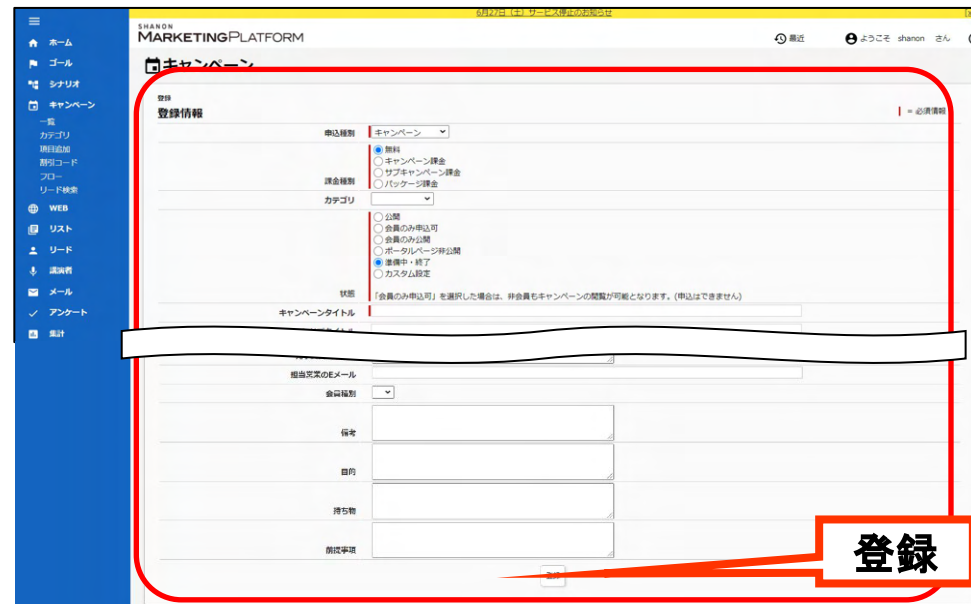 6月27日（土）サービス停止のお知らせ
SHANON
MARKETINGPLATFORM
最近
ようこそ shanon さん
ホーム
ゴール
シナリオ
キャンペーン
一覧
カテゴリ
項目追加
割引コード
フロー
リード検索
WEB
リスト
リード
講演者
メール
アンケート
集計
キャンペーン
登録
登録情報
= 必須情報
申込種別 キャンペーン
無料
キャンペーン課金
サブキャンペーン課金
課金種別 パッケージ課金
カテゴリ
公開
会員のみ申込可
会員のみ公開
ポータルページ非公開
準備中・終了
カスタム設定
状態 「会員のみ申込可」を選択した場合は、非会員もキャンペーンの閲覧が可能となります。(申込はできません)
キャンペーンタイトル
担当営業のEメール
会員種別
備考
目的
持ち物
前提事項
登録